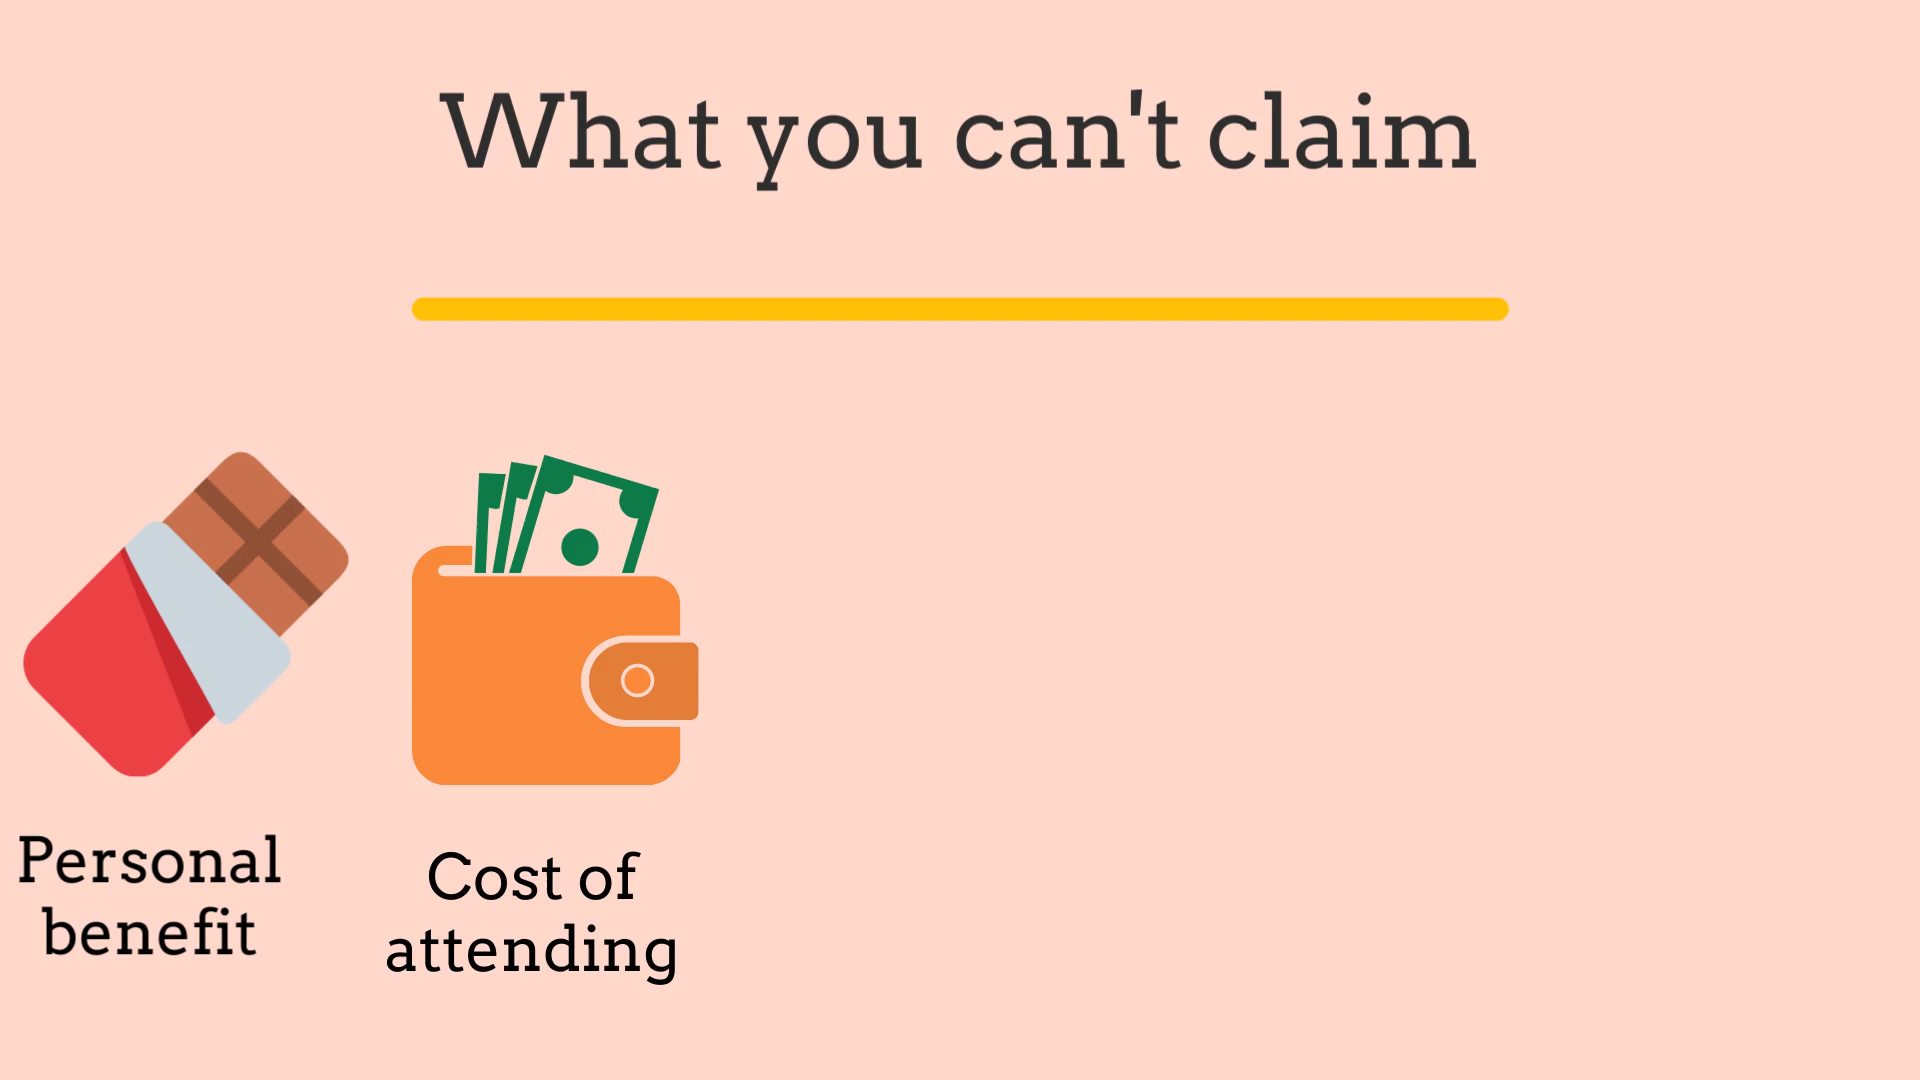 What you can't claim
Personal
benefit
Cost of
attending